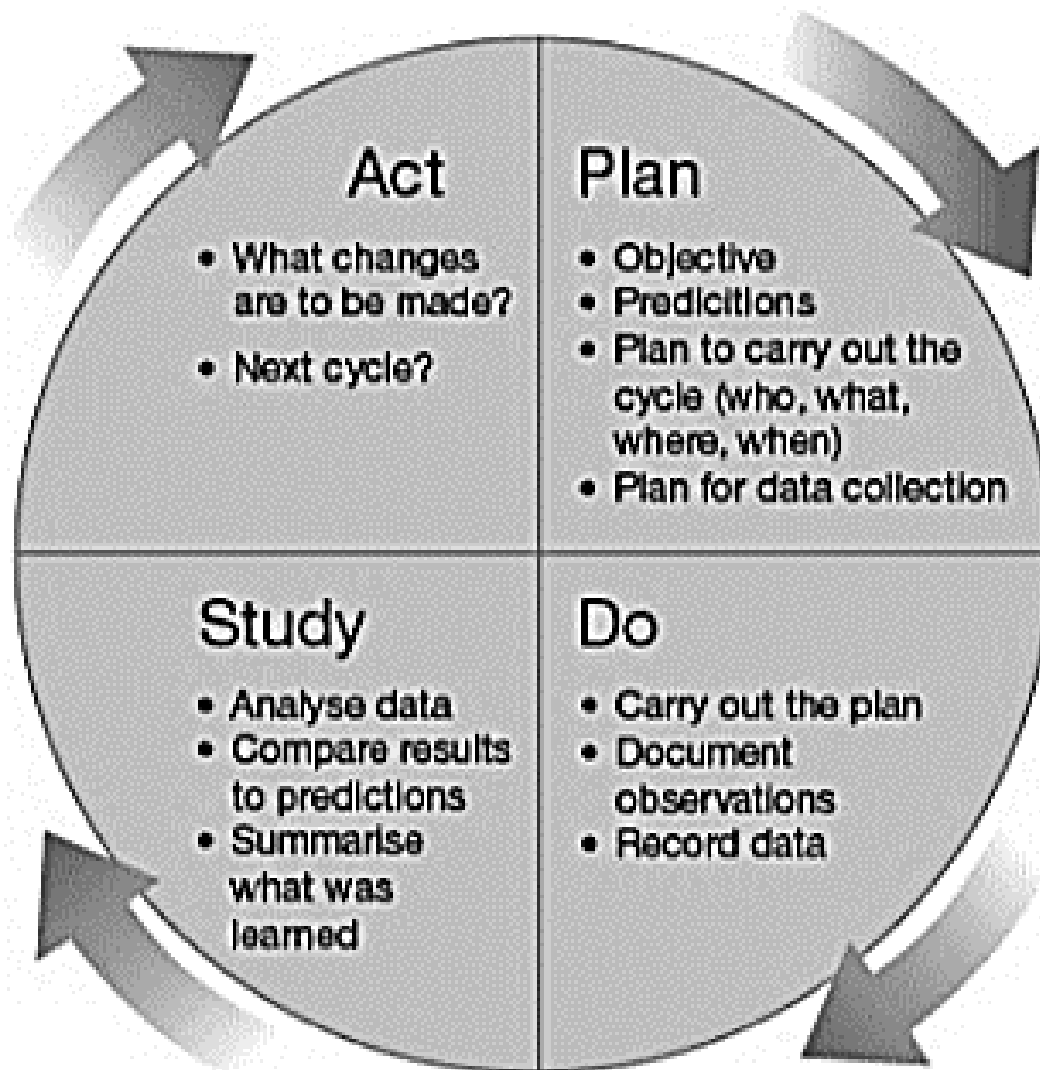 Act
• What changes
are to be made?
• Next cycle?
Plan
• Objective
• Predicitions
• Plan to carry out the
cycle (who, what,
where, when)
• Plan for data collection
Study
• Analyse data
• Compare results
to predictions
• Summarise
what was
learned
Do
• Carry out the plan
• Document
observations
• Record data